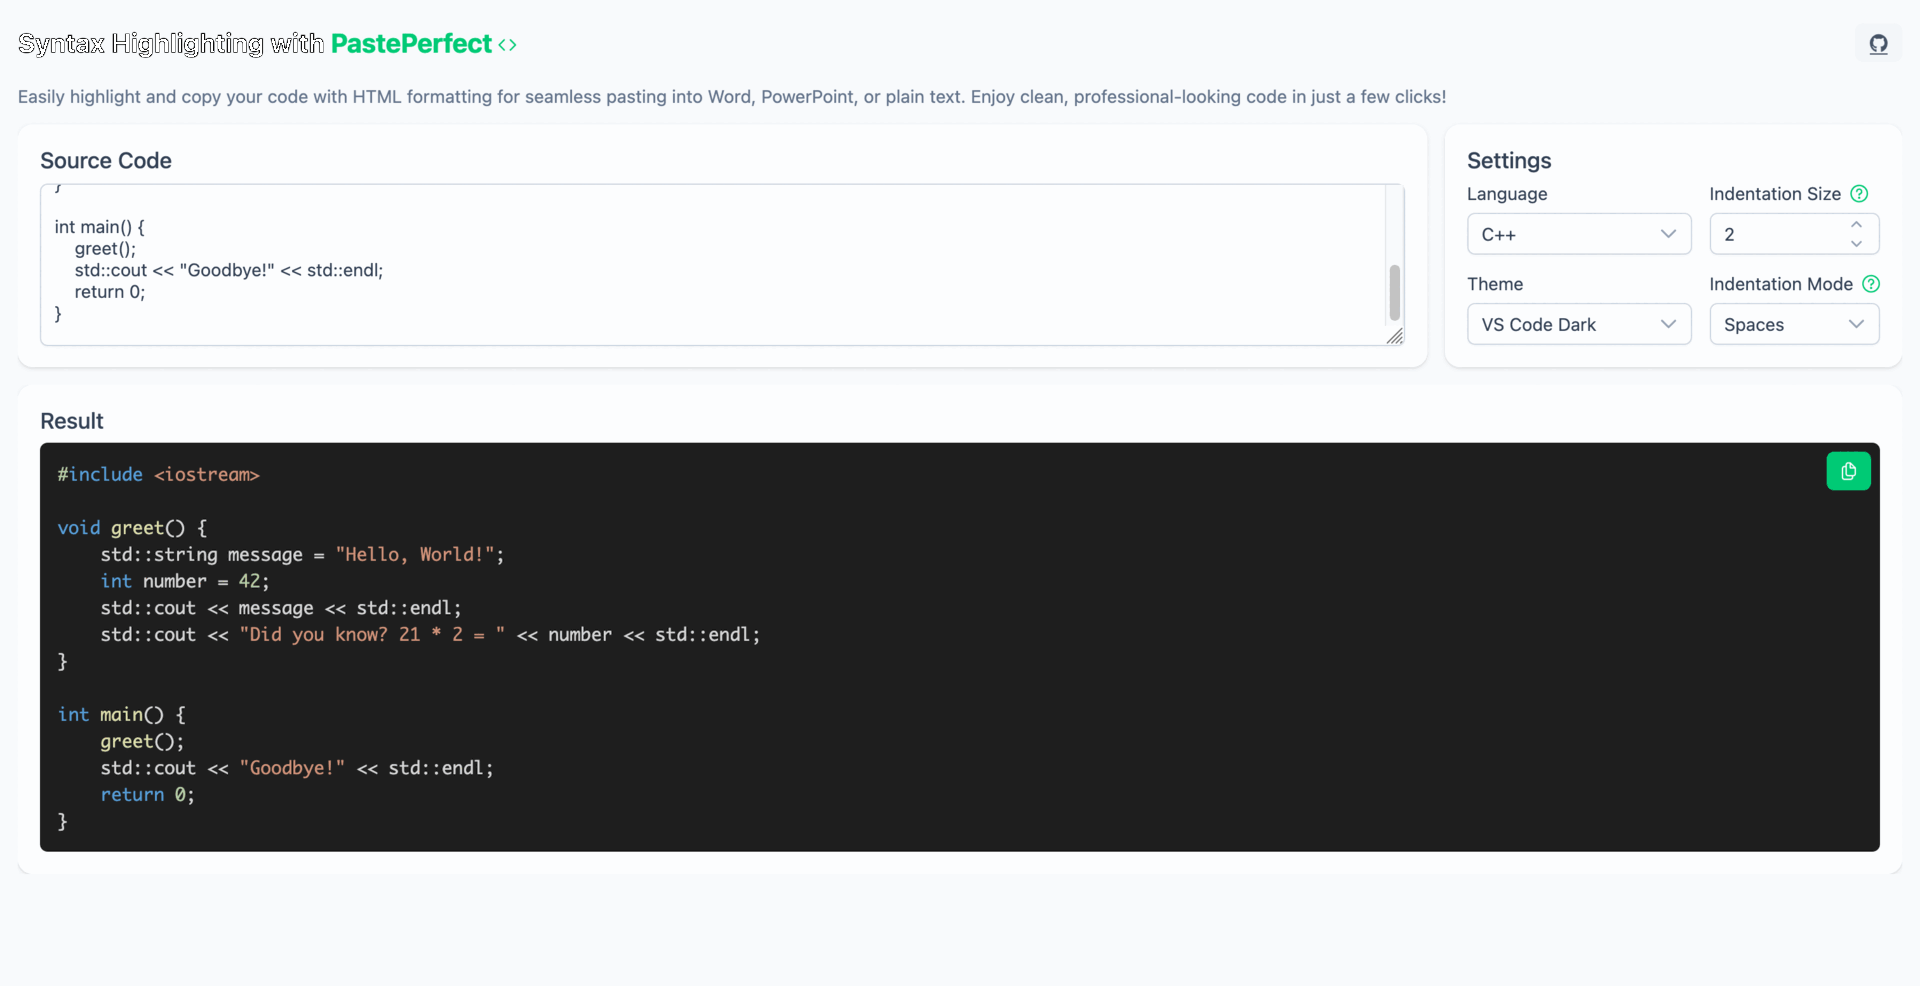 Syntax Highlighting with PastePerfect <>
Easily highlight and copy your code with HTML formatting for seamless pasting into Word, PowerPoint, or plain text. Enjoy clean, professional-looking code in just a few clicks!
Source Code
}
int main() {
    greet();
    std::cout << "Goodbye!" << std::endl;
    return 0;
}
Settings
Language
C++
Indentation Size
2
Theme
VS Code Dark
Indentation Mode
Spaces
Result
#include <iostream>
void greet() {
    std::string message = "Hello, World!";
    int number = 42;
    std::cout << message << std::endl;
    std::cout << "Did you know? 21 * 2 = " << number << std::endl;
}
int main() {
    greet();
    std::cout << "Goodbye!" << std::endl;
    return 0;
}